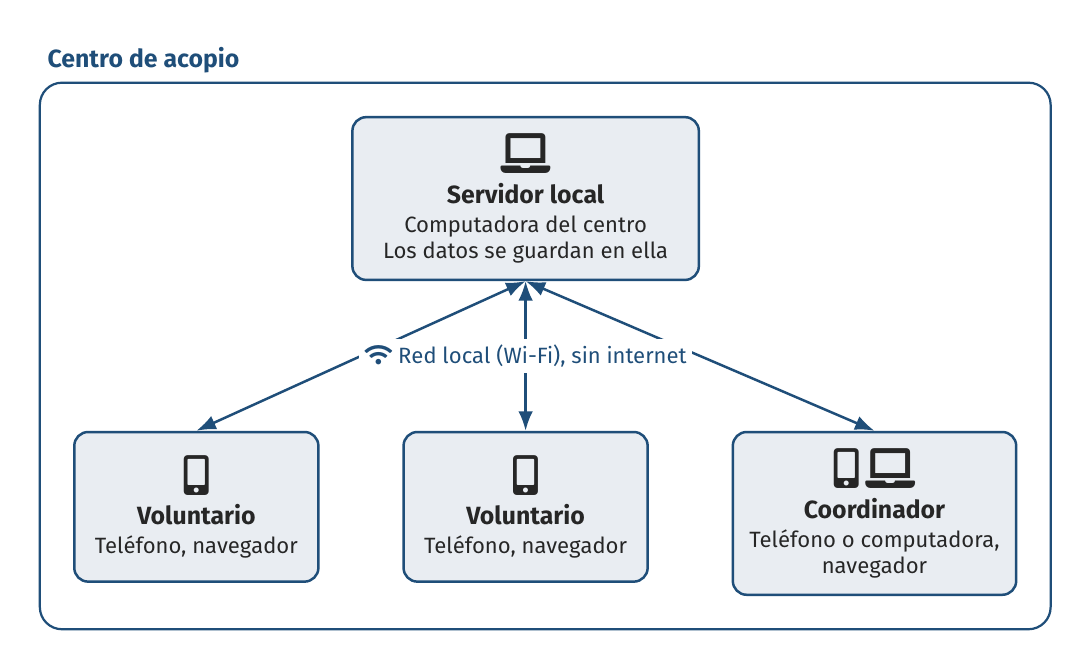 Centro de acopio
Servidor local
Computadora del centro
Los datos se guardan en ella
Red local (Wi-Fi), sin internet
Voluntario
Teléfono, navegador
Voluntario
Teléfono, navegador
Coordinador
Teléfono o computadora,
navegador